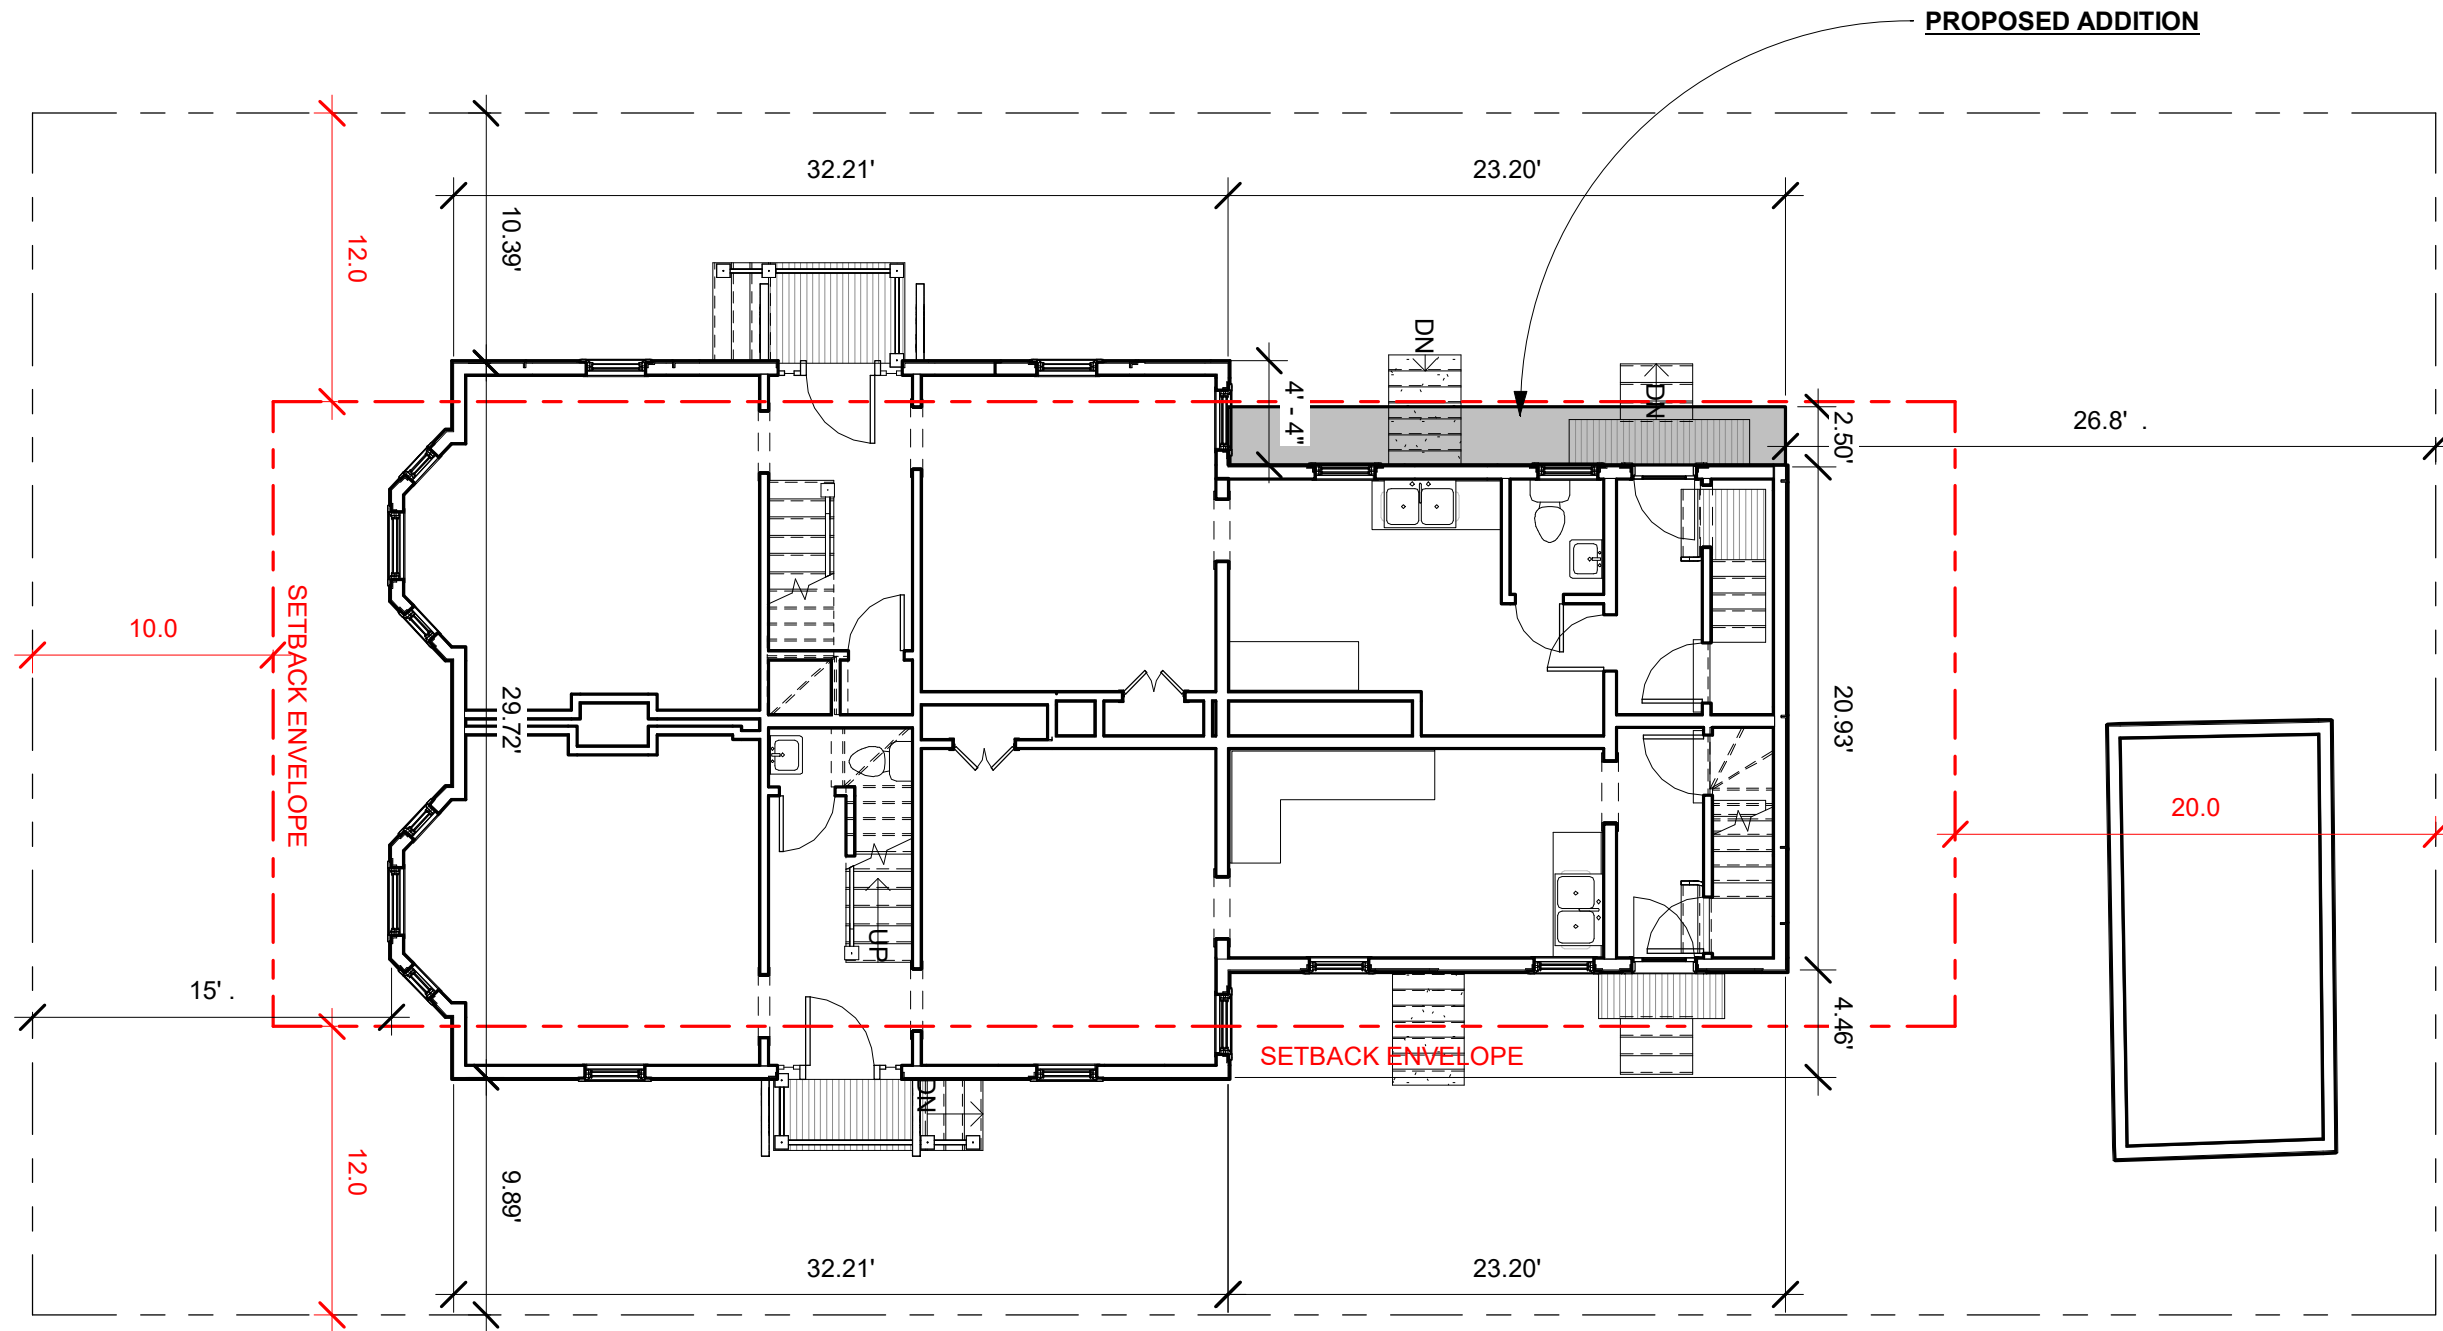 PROPOSED ADDITION
32.21'
23.20'
10.39'
12.0
DN
DN
4' - 4"
2.50'
26.8' .
10.0
SETBACK ENVELOPE
29.72'
20.93'
20.0
UP
15' .
4.46'
SETBACK ENVELOPE
DN
12.0
9.89'
32.21'
23.20'